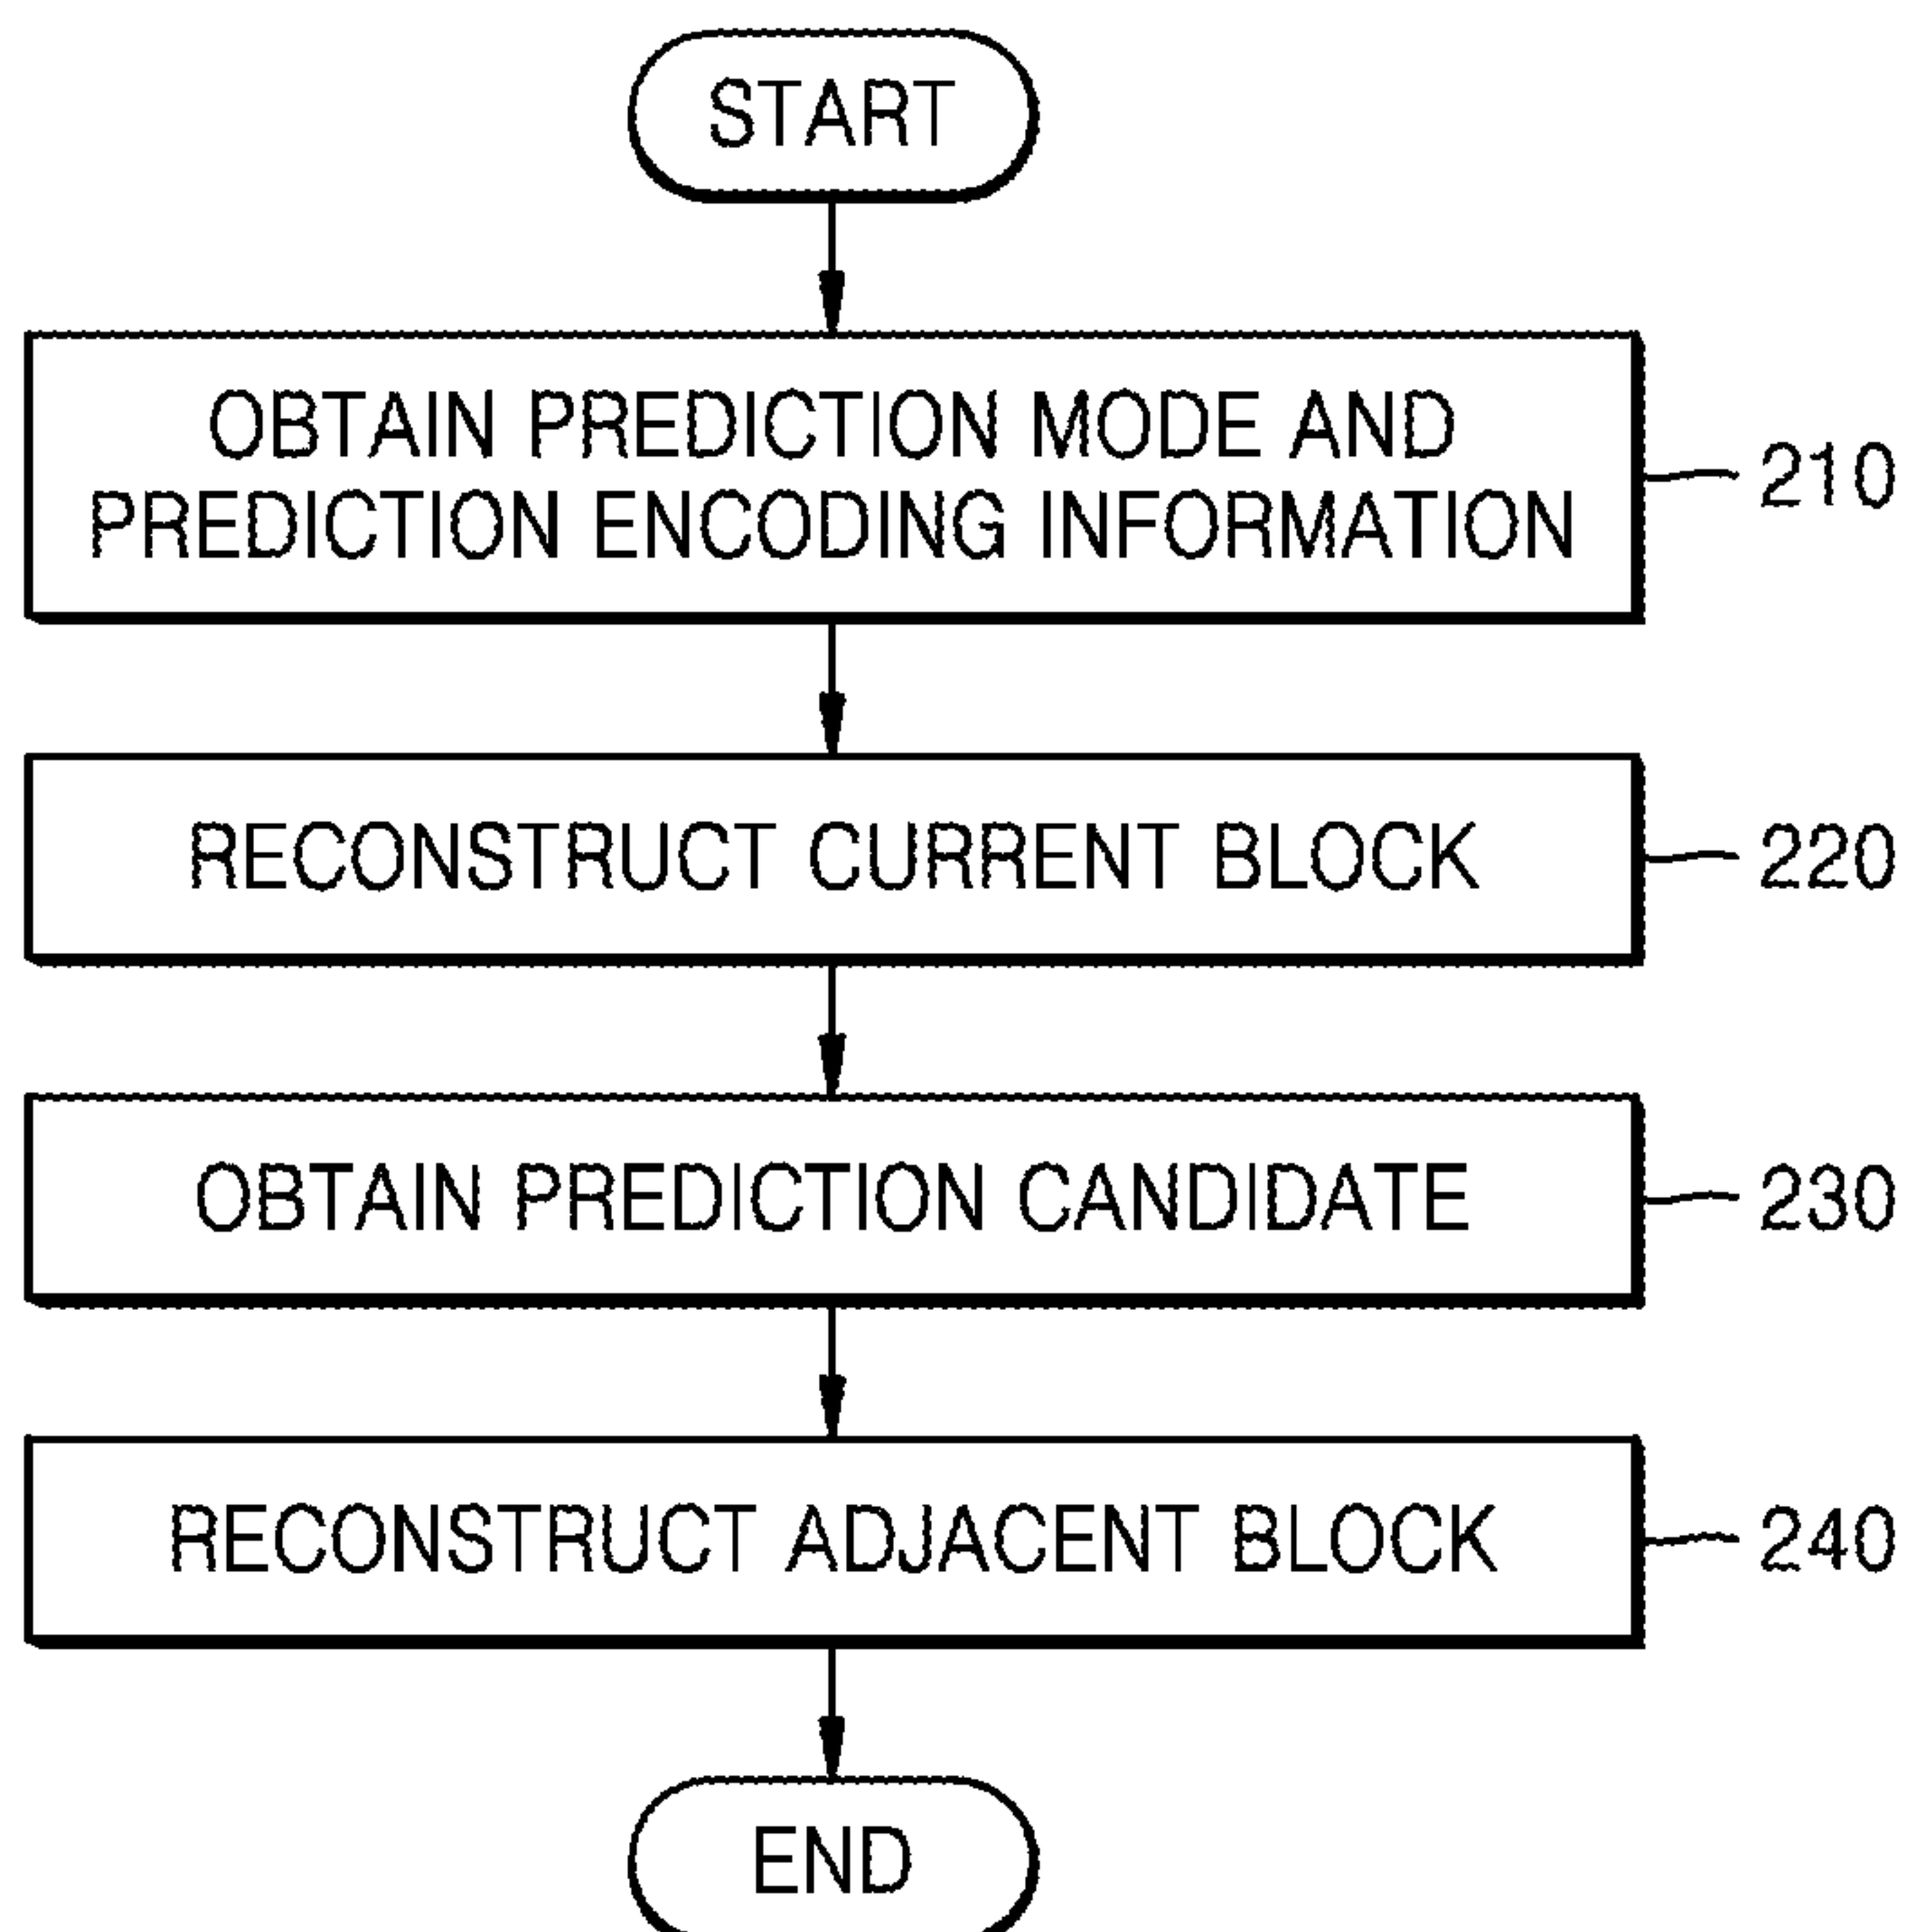 START
OBTAIN PREDICTION MODE AND
PREDICTION ENCODING INFORMATION
210
RECONSTRUCT CURRENT BLOCK
220
OBTAIN PREDICTION CANDIDATE
230
RECONSTRUCT ADJACENT BLOCK
240
END